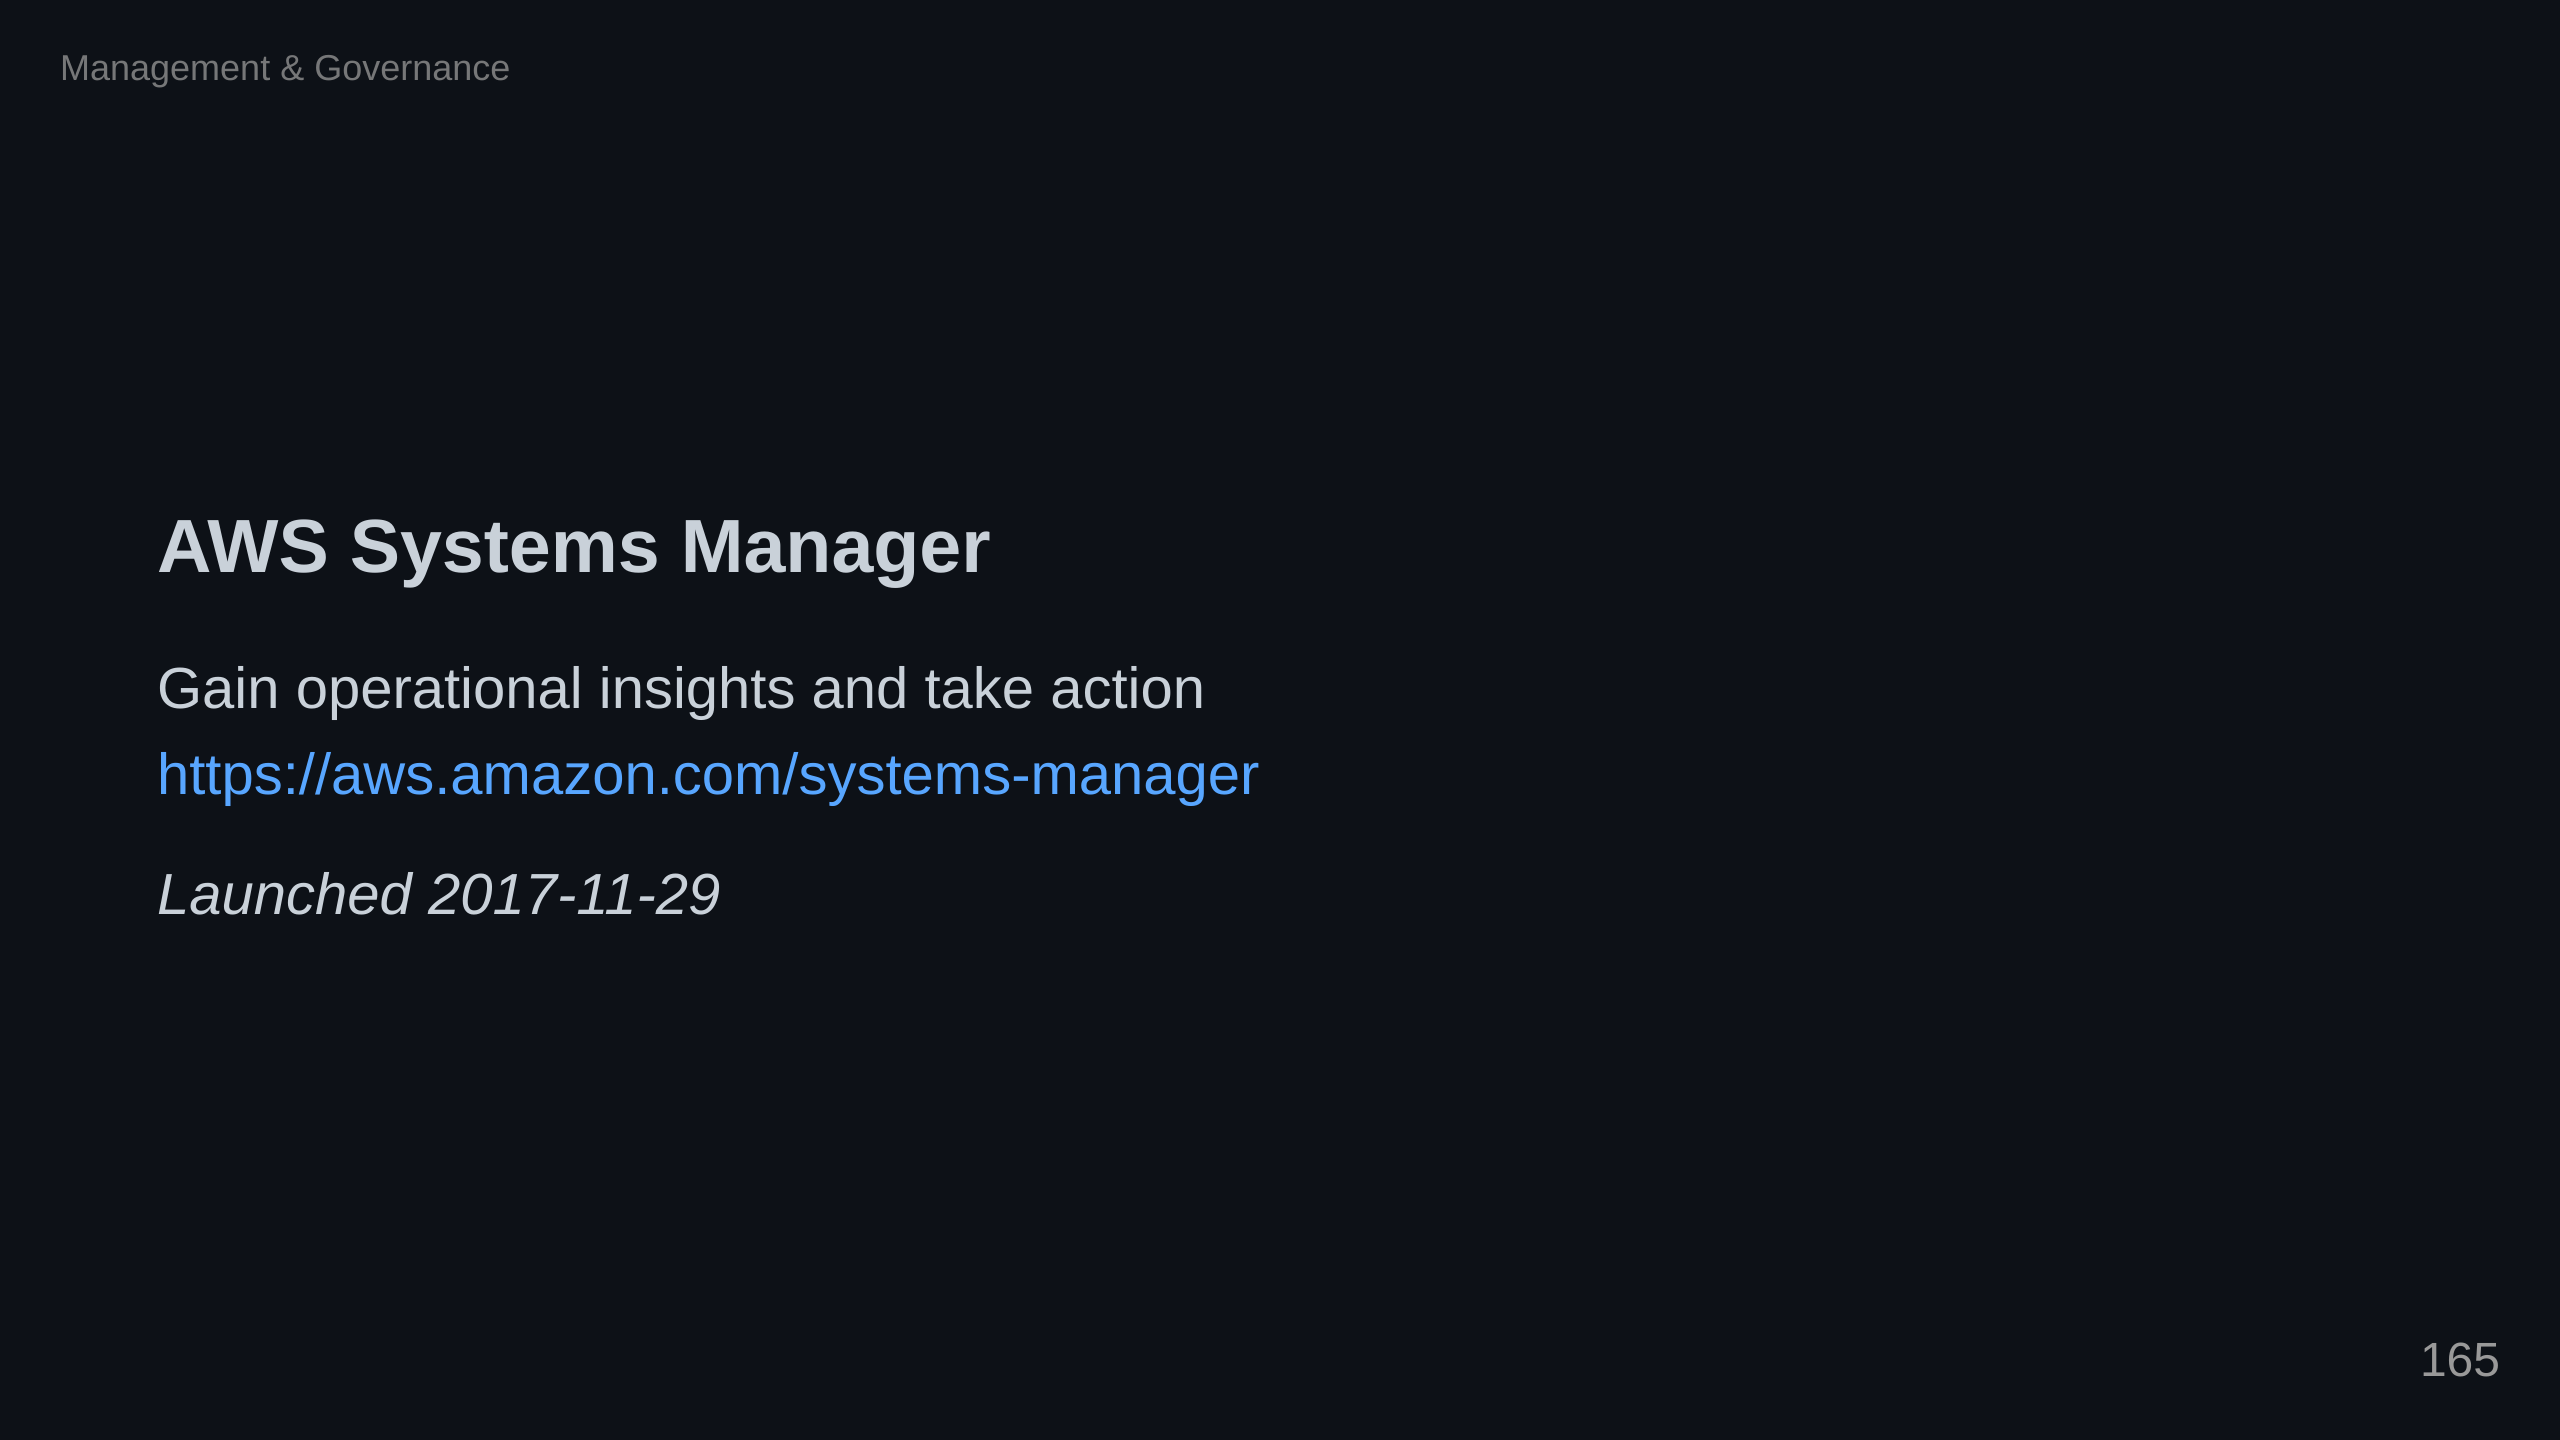 Management & Governance
AWS Systems Manager
Gain operational insights and take action
https://aws.amazon.com/systems-manager
Launched 2017-11-29
165